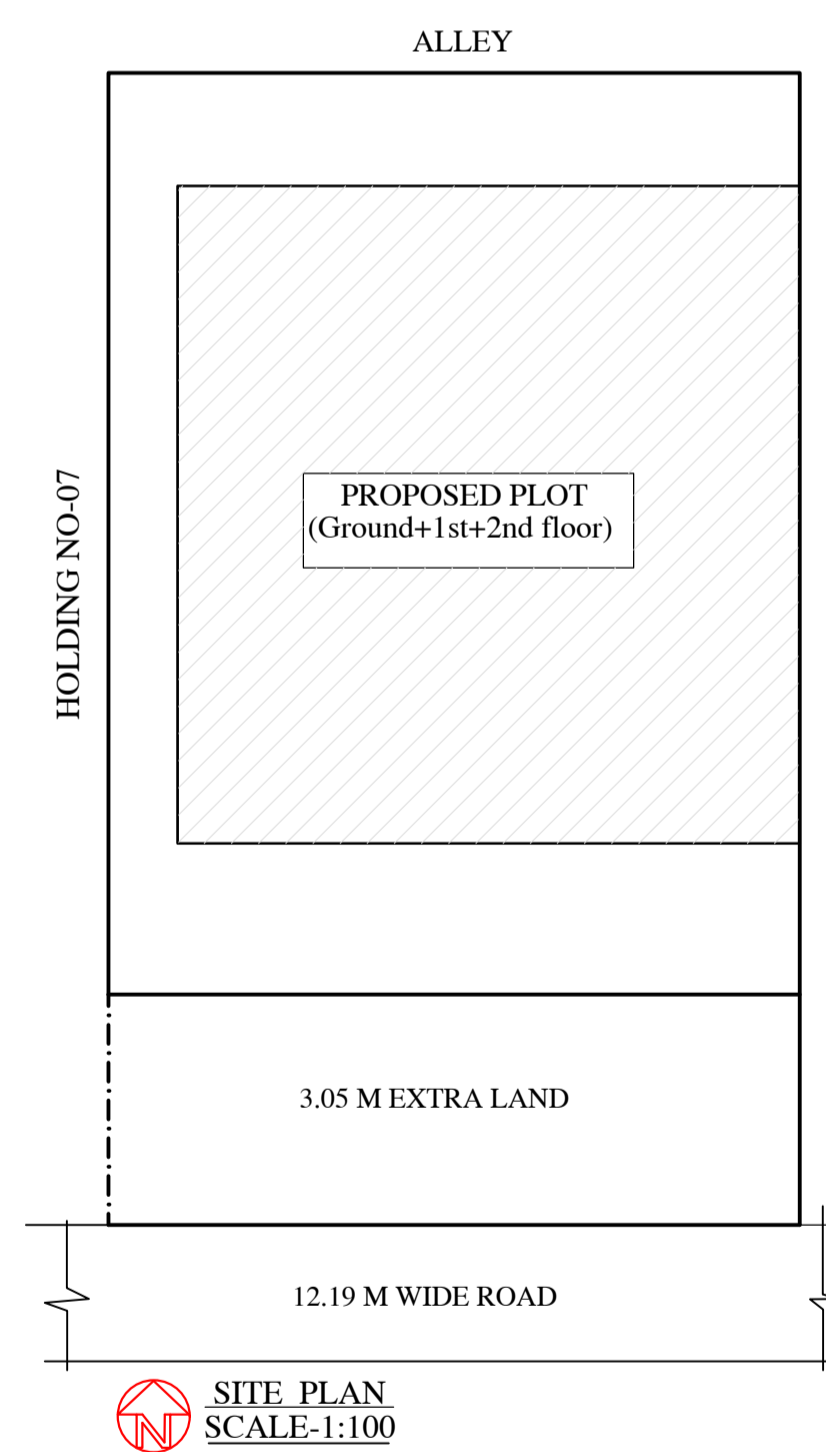 ALLEY
HOLDING NO-07
PROPOSED PLOT
(Ground+1st+2nd floor)
3.05 M EXTRA LAND
12.19 M WIDE ROAD
N
SITE PLAN
SCALE-1:100